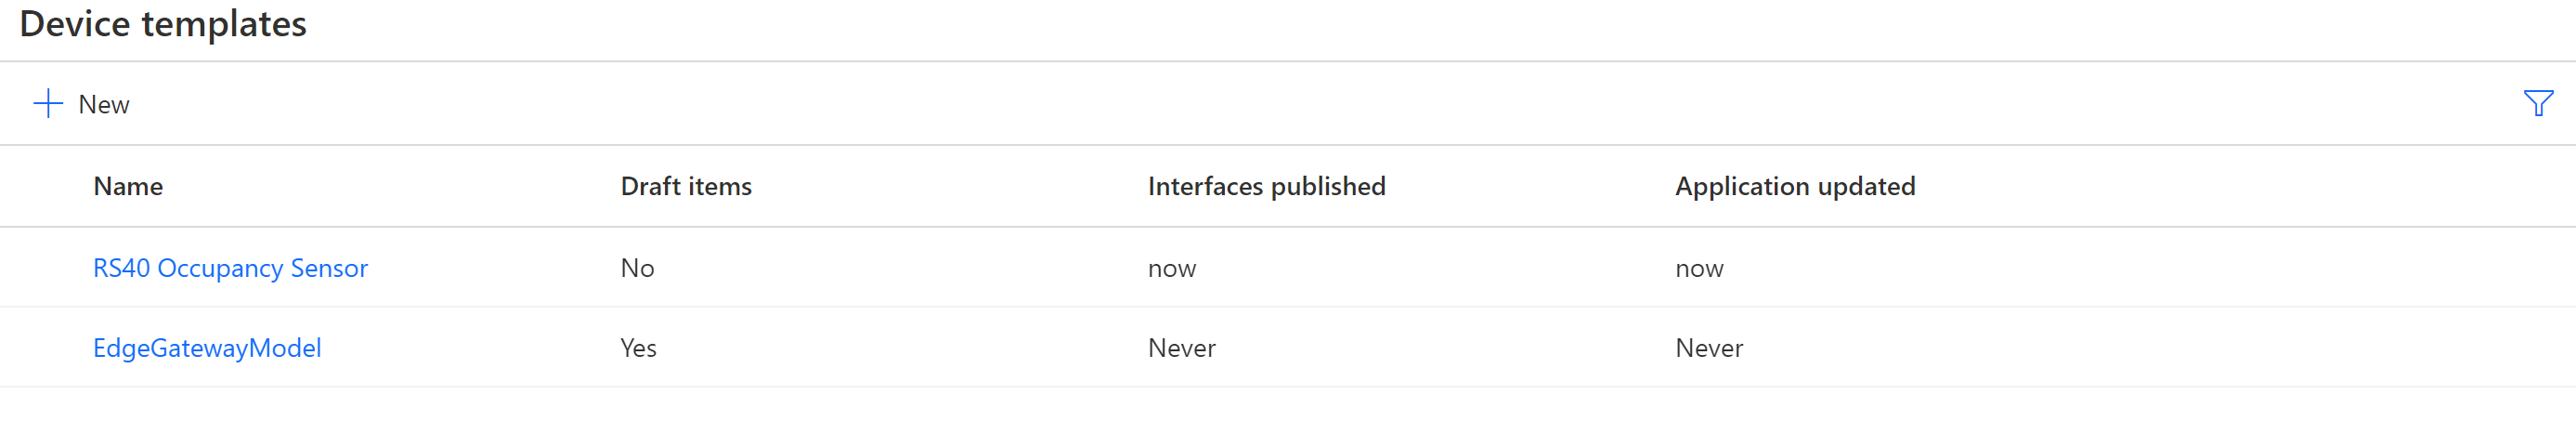 Device templates
New
Name Draft items Interfaces published Application updated
RS40 Occupancy Sensor No now now
EdgeGatewayModel Yes Never Never